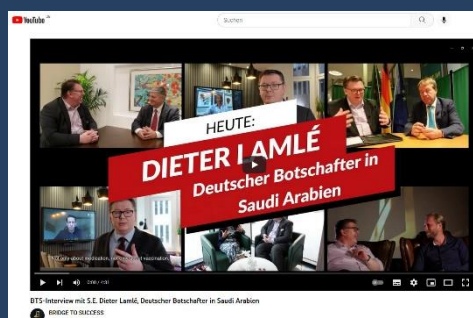 YouTube
Suchen
HEUTE:
DIETER LAMLÉ
Deutscher Botschafter in
Saudi Arabien
BTS-Interview mit S.E. Dieter Lamlé, Deutscher Botschafter in Saudi Arabien
BRIDGE TO SUCCESS